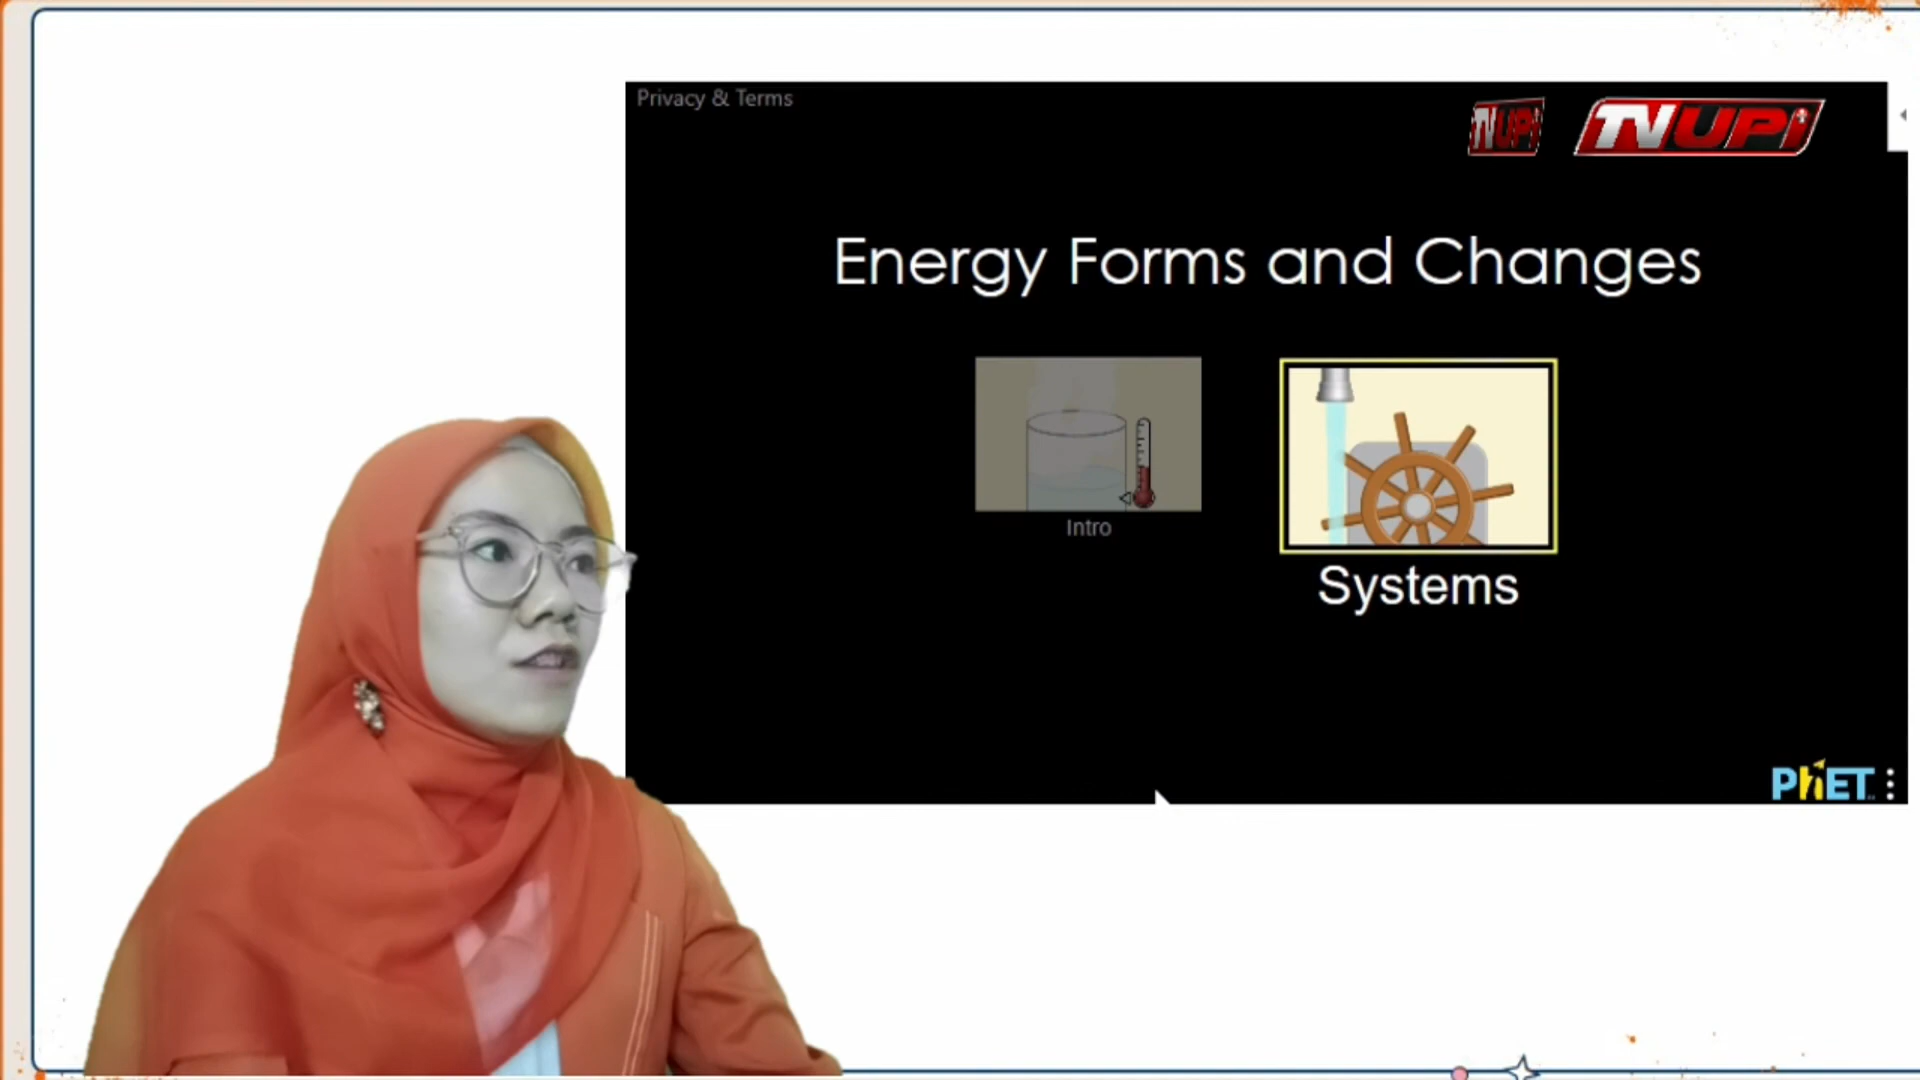 Privacy & Terms
TVUPI
TVUPI
Energy Forms and Changes
Intro
Systems
PhET